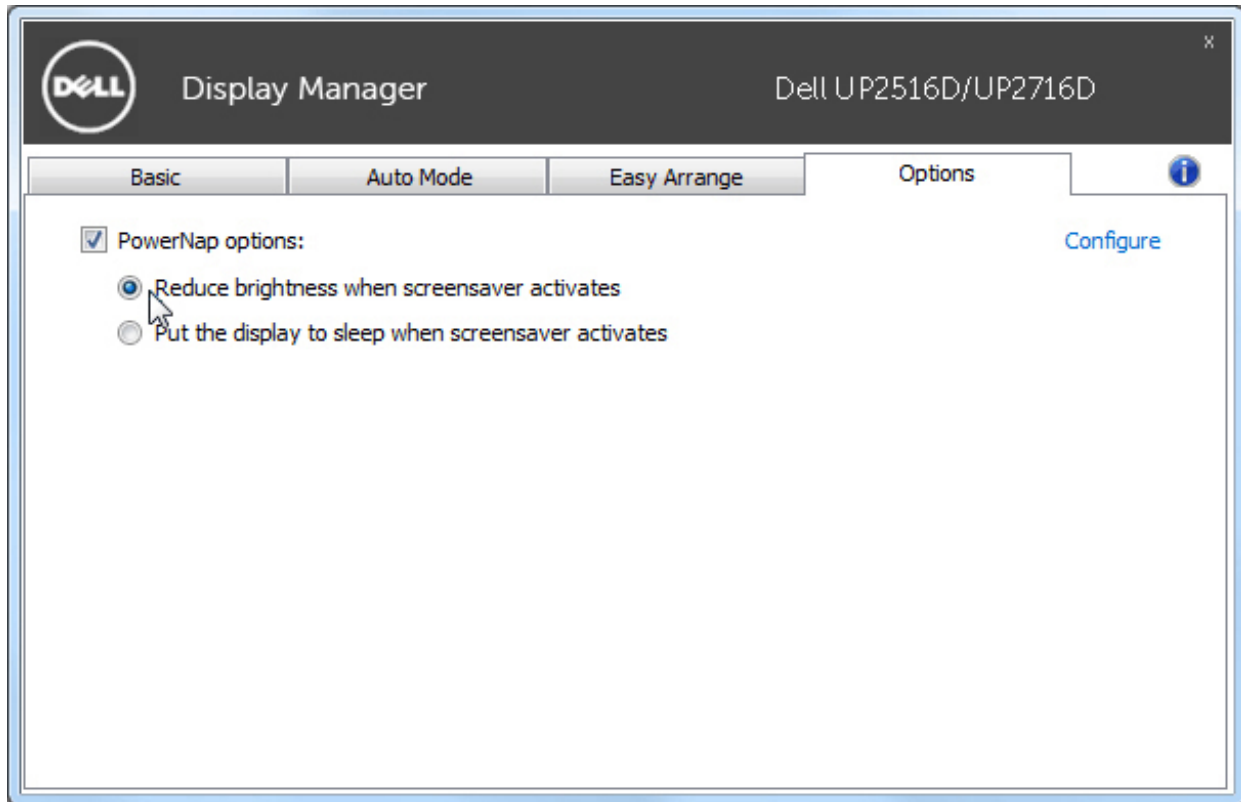 x
DELL Display Manager Dell UP2516D/UP2716D
Basic Auto Mode Easy Arrange Options i
PowerNap options: Configure
Reduce brightness when screensaver activates
Put the display to sleep when screensaver activates